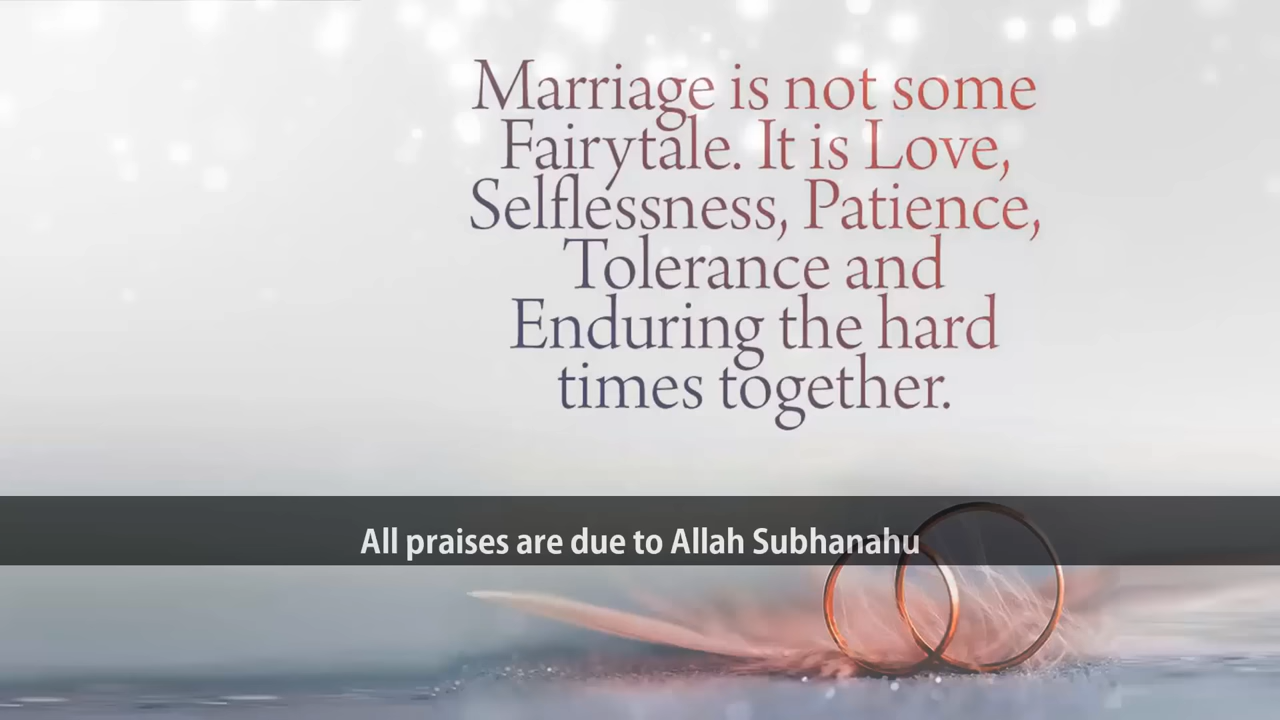 Marriage is not some
Fairytale. It is Love,
Selflessness, Patience,
Tolerance and
Enduring the hard
times together.
All praises are due to Allah Subhanahu